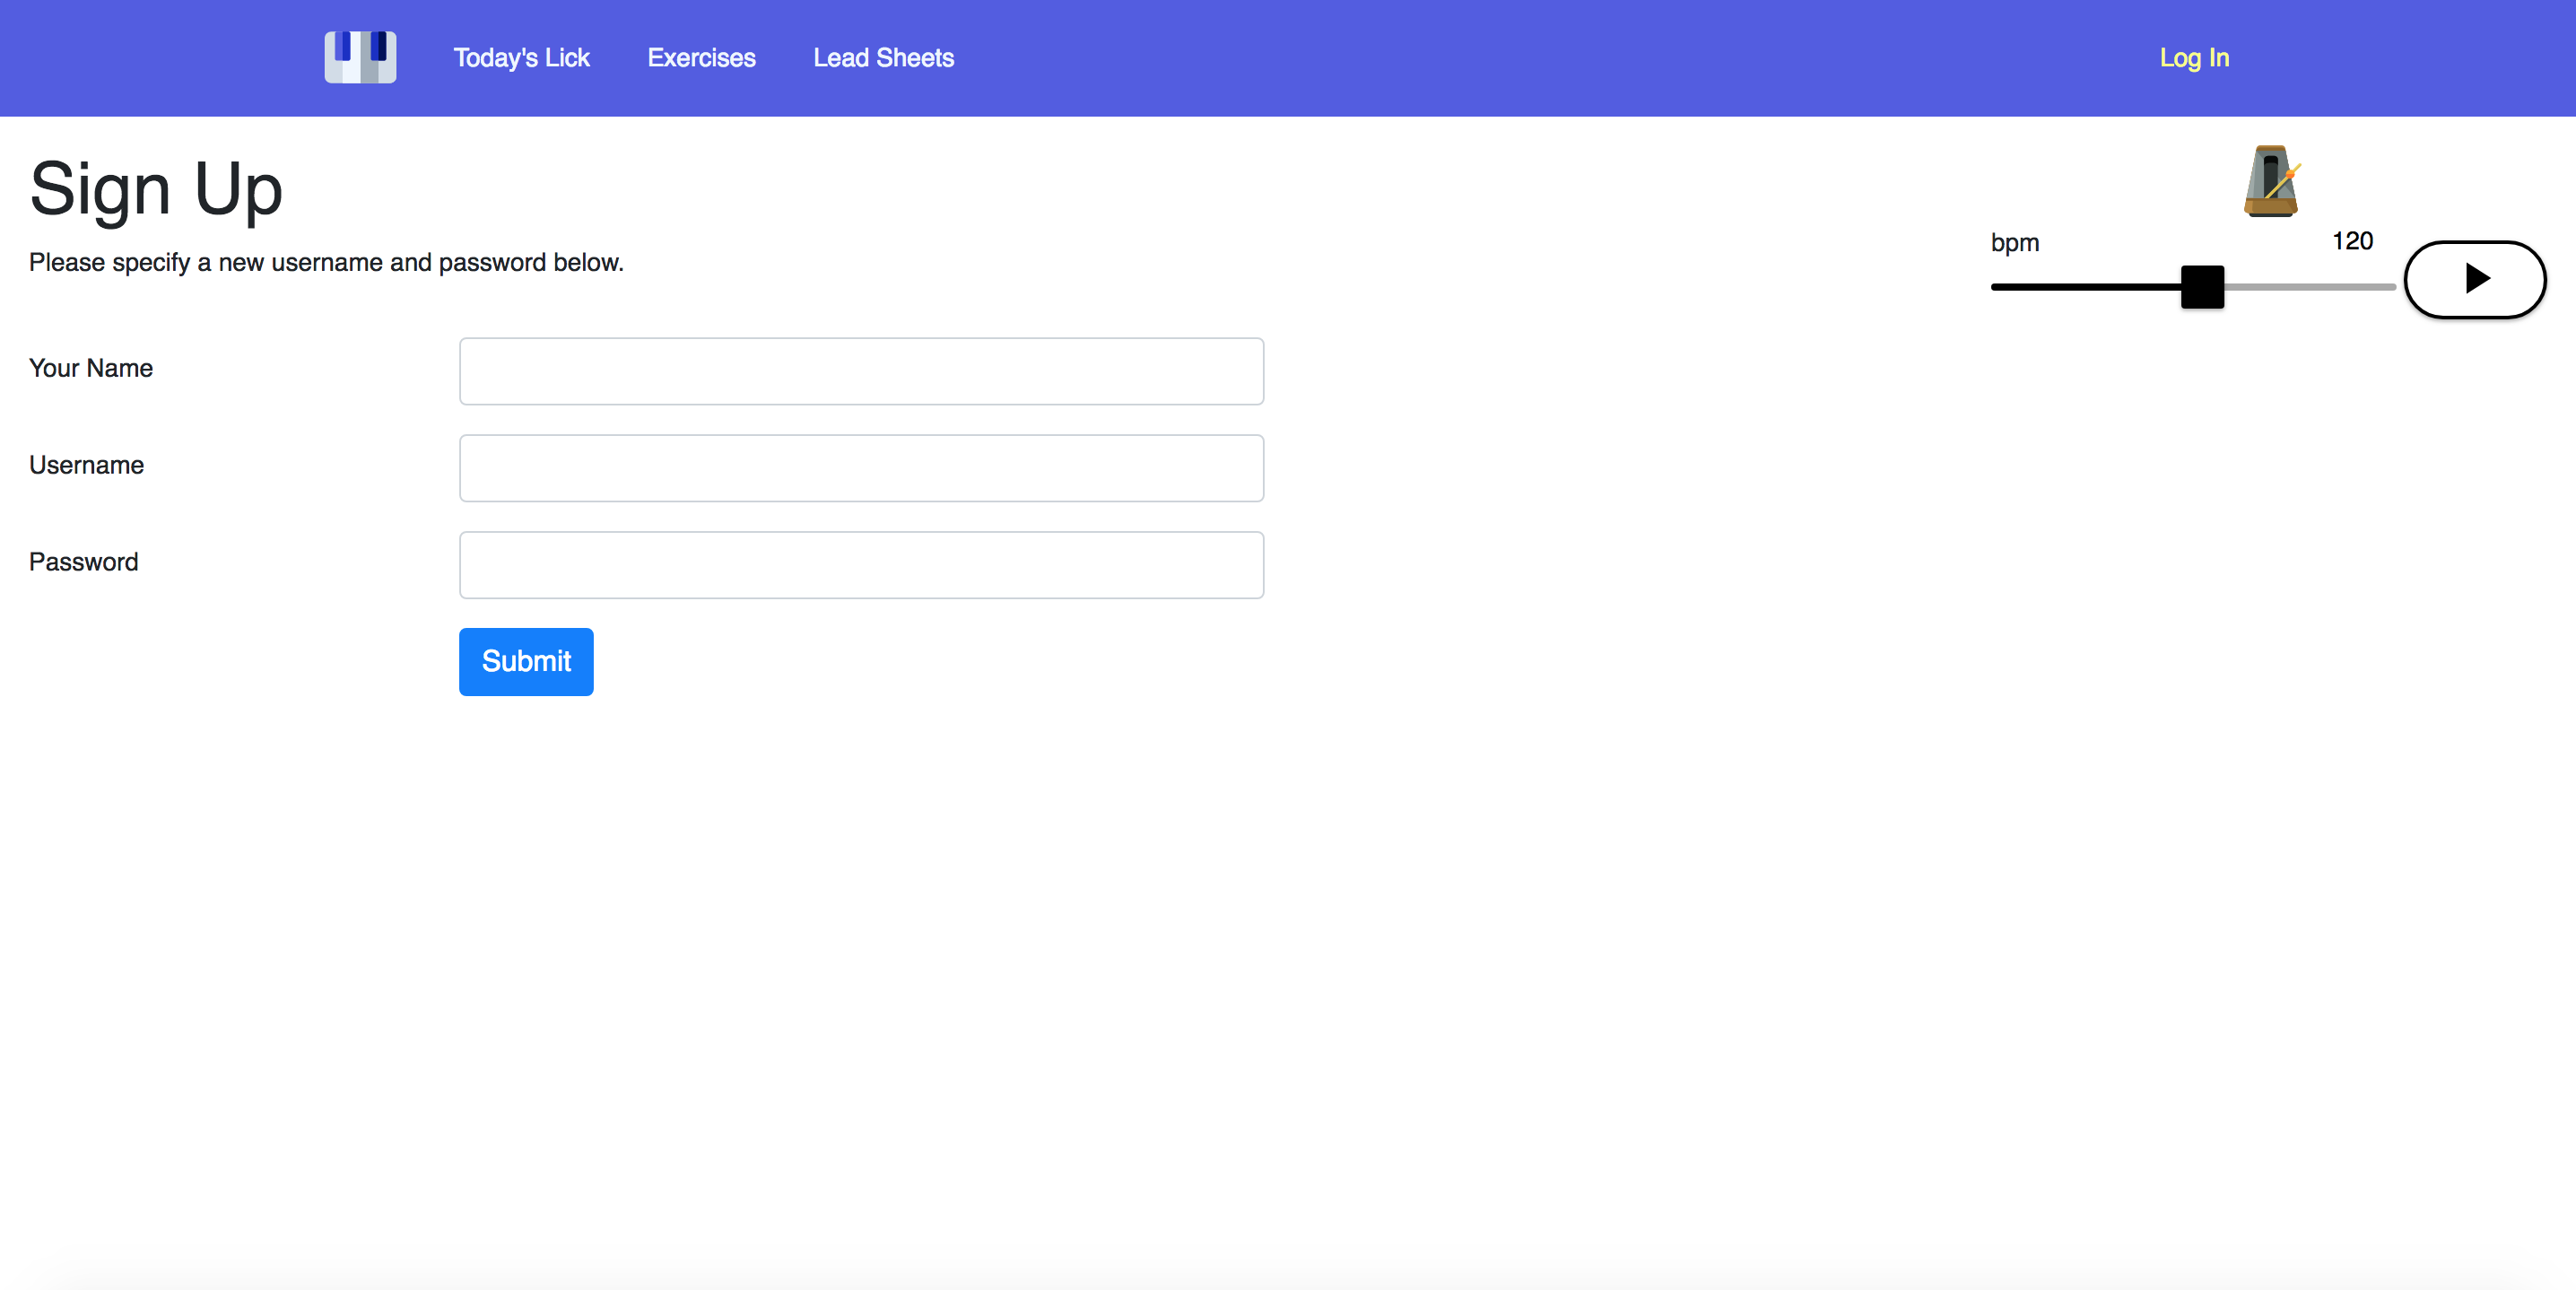 Today's Lick
Exercises
Lead Sheets
Log In
Sign Up
Please specify a new username and password below.
bpm
120
Your Name
Username
Password
Submit